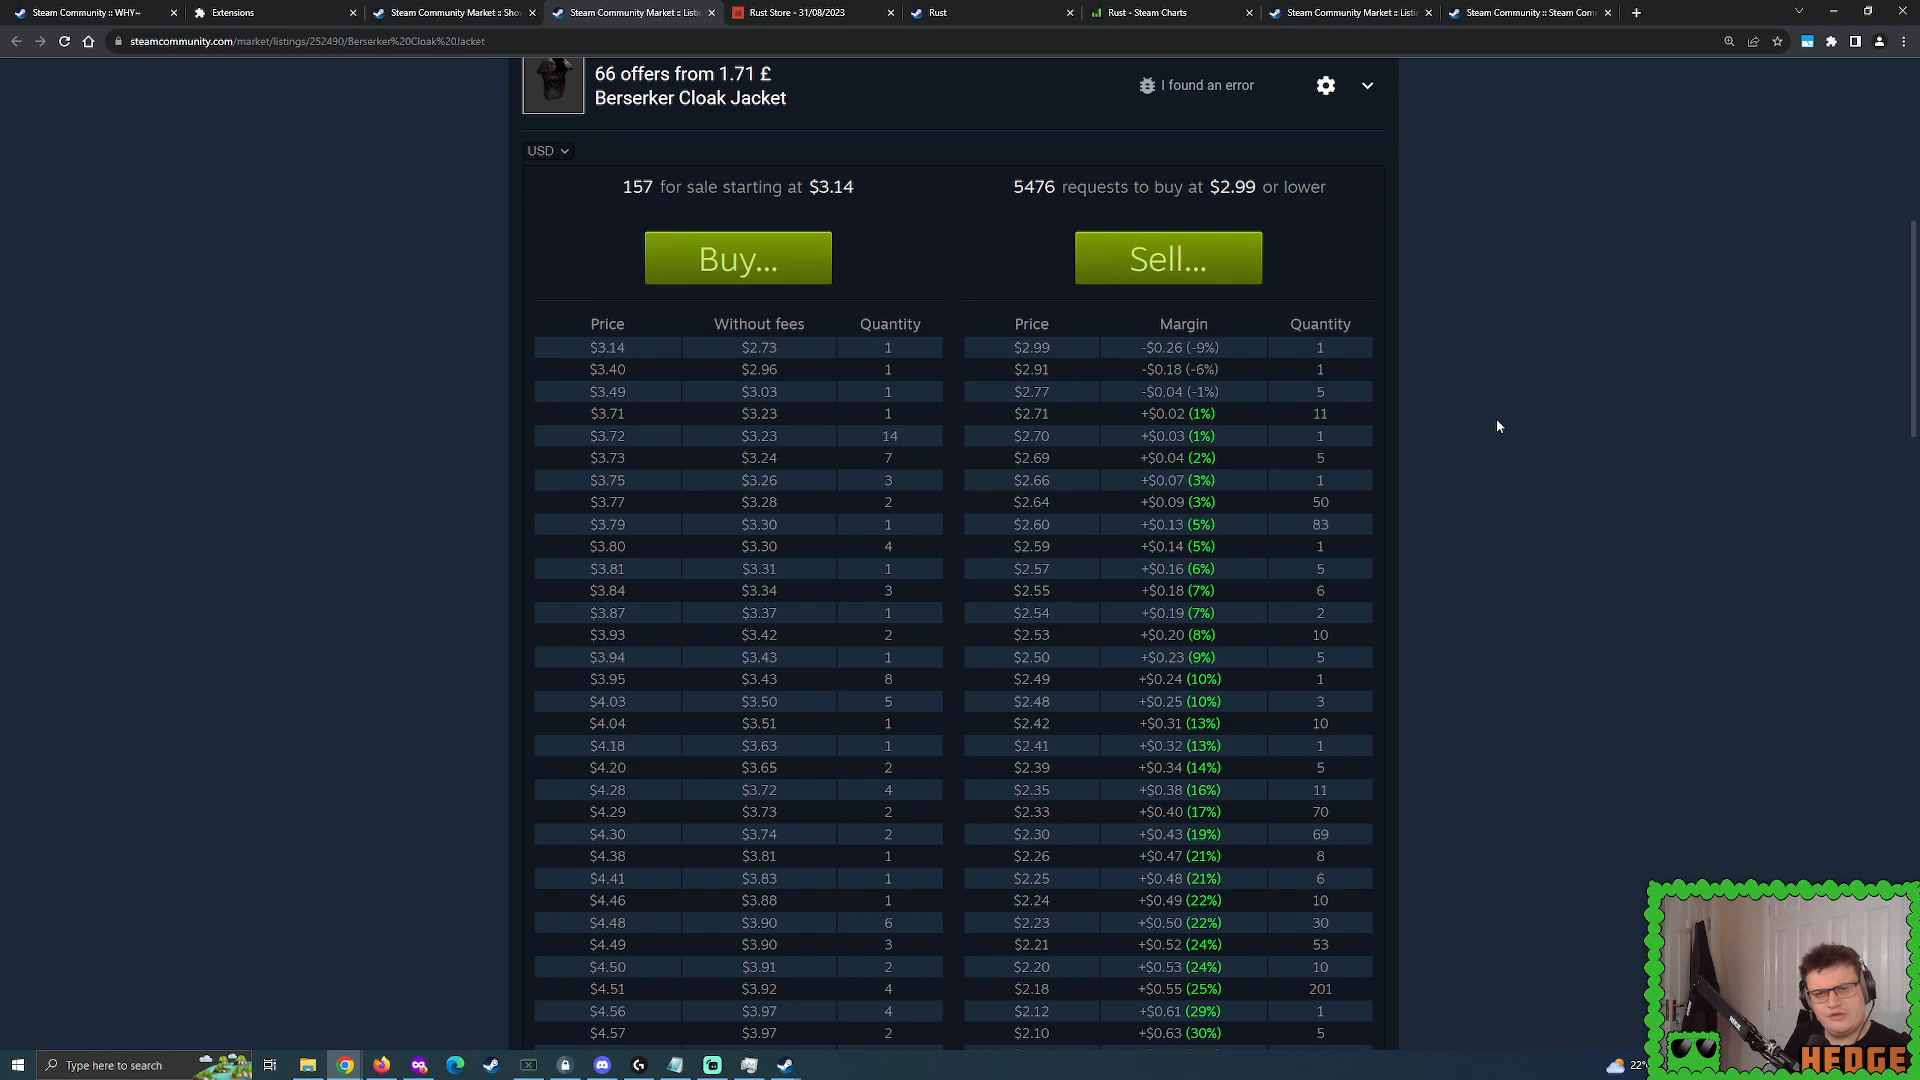 Steam Community :: WHY~
Extensions
Steam Community Market :: Sho
Steam Community Market :: Listin
Rust Store - 31/08/2023
Rust
Rust - Steam Charts
Steam Community Market :: Listin
Steam Community :: Steam Com
steamcommunity.com/market/listings/252490/Berserker%20Cloak%20Jacket
66 offers from 1.71 £
Berserker Cloak Jacket
I found an error
USD
157 for sale starting at $3.14
5476 requests to buy at $2.99 or lower
Buy...
Sell...
Price Without fees Quantity Price Margin Quantity
$3.14 $2.73 1 $2.99 -$0.26 (-9%) 1
$3.40 $2.96 1 $2.91 -$0.18 (-6%) 1
$3.49 $3.03 1 $2.77 -$0.04 (-1%) 5
$3.71 $3.23 1 $2.71 +$0.02 (1%) 11
$3.72 $3.23 14 $2.70 +$0.03 (1%) 1
$3.73 $3.24 7 $2.69 +$0.04 (2%) 5
$3.75 $3.26 3 $2.66 +$0.07 (3%) 1
$3.77 $3.28 2 $2.64 +$0.09 (3%) 50
$3.79 $3.30 1 $2.60 +$0.13 (5%) 83
$3.80 $3.30 4 $2.59 +$0.14 (5%) 1
$3.81 $3.31 1 $2.57 +$0.16 (6%) 5
$3.84 $3.34 3 $2.55 +$0.18 (7%) 6
$3.87 $3.37 1 $2.54 +$0.19 (7%) 2
$3.93 $3.42 2 $2.53 +$0.20 (8%) 10
$3.94 $3.43 1 $2.50 +$0.23 (9%) 5
$3.95 $3.43 8 $2.49 +$0.24 (10%) 1
$4.03 $3.50 5 $2.48 +$0.25 (10%) 3
$4.04 $3.51 1 $2.42 +$0.31 (13%) 10
$4.18 $3.63 1 $2.41 +$0.32 (13%) 1
$4.20 $3.65 2 $2.39 +$0.34 (14%) 5
$4.28 $3.72 4 $2.35 +$0.38 (16%) 11
$4.29 $3.73 2 $2.33 +$0.40 (17%) 70
$4.30 $3.74 2 $2.30 +$0.43 (19%) 69
$4.38 $3.81 1 $2.26 +$0.47 (21%) 8
$4.41 $3.83 1 $2.25 +$0.48 (21%) 6
$4.46 $3.88 1 $2.24 +$0.49 (22%) 10
$4.48 $3.90 6 $2.23 +$0.50 (22%) 30
$4.49 $3.90 3 $2.21 +$0.52 (24%) 53
$4.50 $3.91 2 $2.20 +$0.53 (24%) 10
$4.51 $3.92 4 $2.18 +$0.55 (25%) 201
$4.56 $3.97 4 $2.12 +$0.61 (29%) 1
$4.57 $3.97 2 $2.10 +$0.63 (30%) 5
HEDGE
Type here to search
22°